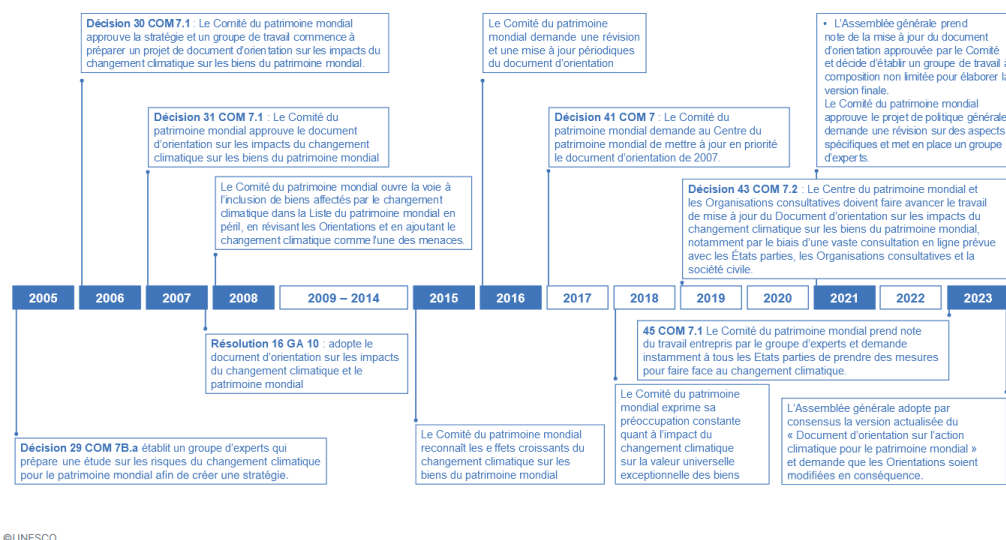 Décision 30 COM 7.1 : Le Comité du patrimoine mondial
approuve la stratégie et un groupe de travail commence à
préparer un projet de document d'orientation sur les impacts du
changement climatique sur les biens du patrimoine mondial.
Le Comité du patrimoine
mondial demande une révision
et une mise à jour périodiques
du document d'orientation
• L'Assemblée générale prend
note de la mise à jour du document
d'orientation approuvée par le Comité
et décide d'établir un groupe de travail à
composition non limitée pour élaborer la
version finale.
Le Comité du patrimoine mondial
approuve le projet de politique générale
demande une révision sur des aspects
spécifiques et met en place un groupe
d'experts.
Décision 31 COM 7.1 : Le Comité du
patrimoine mondial approuve le document
d'orientation sur les impacts du changement
climatique sur les biens du patrimoine mondial
Décision 41 COM 7 : Le Comité du
patrimoine mondial demande au Centre du
patrimoine mondial de mettre à jour en priorité
le document d'orientation de 2007.
Le Comité du patrimoine mondial ouvre la voie à
l'inclusion de biens affectés par le changement
climatique dans la Liste du patrimoine mondial en
péril, en révisant les Orientations et en ajoutant le
changement climatique comme l'une des menaces.
Décision 43 COM 7.2 : Le Centre du patrimoine mondial et
les Organisations consultatives doivent faire avancer le travail
de mise à jour du Document d'orientation sur les impacts du
changement climatique sur les biens du patrimoine mondial,
notamment par le biais d'une vaste consultation en ligne prévue
avec les États parties, les Organisations consultatives et la
société civile.
2005 2006 2007 2008 2009 – 2014 2015 2016 2017 2018 2019 2020 2021 2022 2023
Résolution 16 GA 10 : adopte le
document d'orientation sur les impacts
du changement climatique et le
patrimoine mondial
45 COM 7.1 Le Comité du patrimoine mondial prend note
du travail entrepris par le groupe d'experts et demande
instamment à tous les Etats parties de prendre des mesures
pour faire face au changement climatique.
Décision 29 COM 7B.a établit un groupe d'experts qui
prépare une étude sur les risques du changement climatique
pour le patrimoine mondial afin de créer une stratégie.
Le Comité du patrimoine mondial
reconnaît les e ffets croissants du
changement climatique sur les
biens du patrimoine mondial
Le Comité du patrimoine
mondial exprime sa
préoccupation constante
quant à l'impact du
changement climatique
sur la valeur universelle
exceptionnelle des biens
L'Assemblée générale adopte par
consensus la version actualisée du
« Document d'orientation sur l'action
climatique pour le patrimoine mondial »
et demande que les Orientations soient
modifiées en conséquence.
©UNESCO